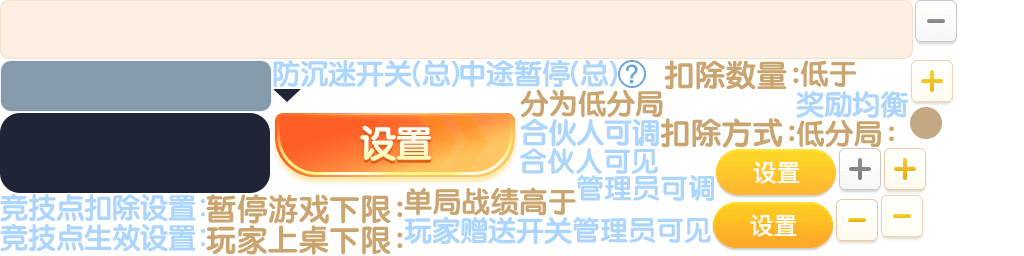 防沉迷开关(总)中途暂停(总)?
扣除数量:低于
分为低分局
奖励均衡
设置
合伙人可调扣除方式:低分局:
合伙人可见
设置
管理员可调
竞技点扣除设置:暂停游戏下限:单局战绩高于
设置
竞技点生效设置:玩家上桌下限:玩家赠送开关管理员可见